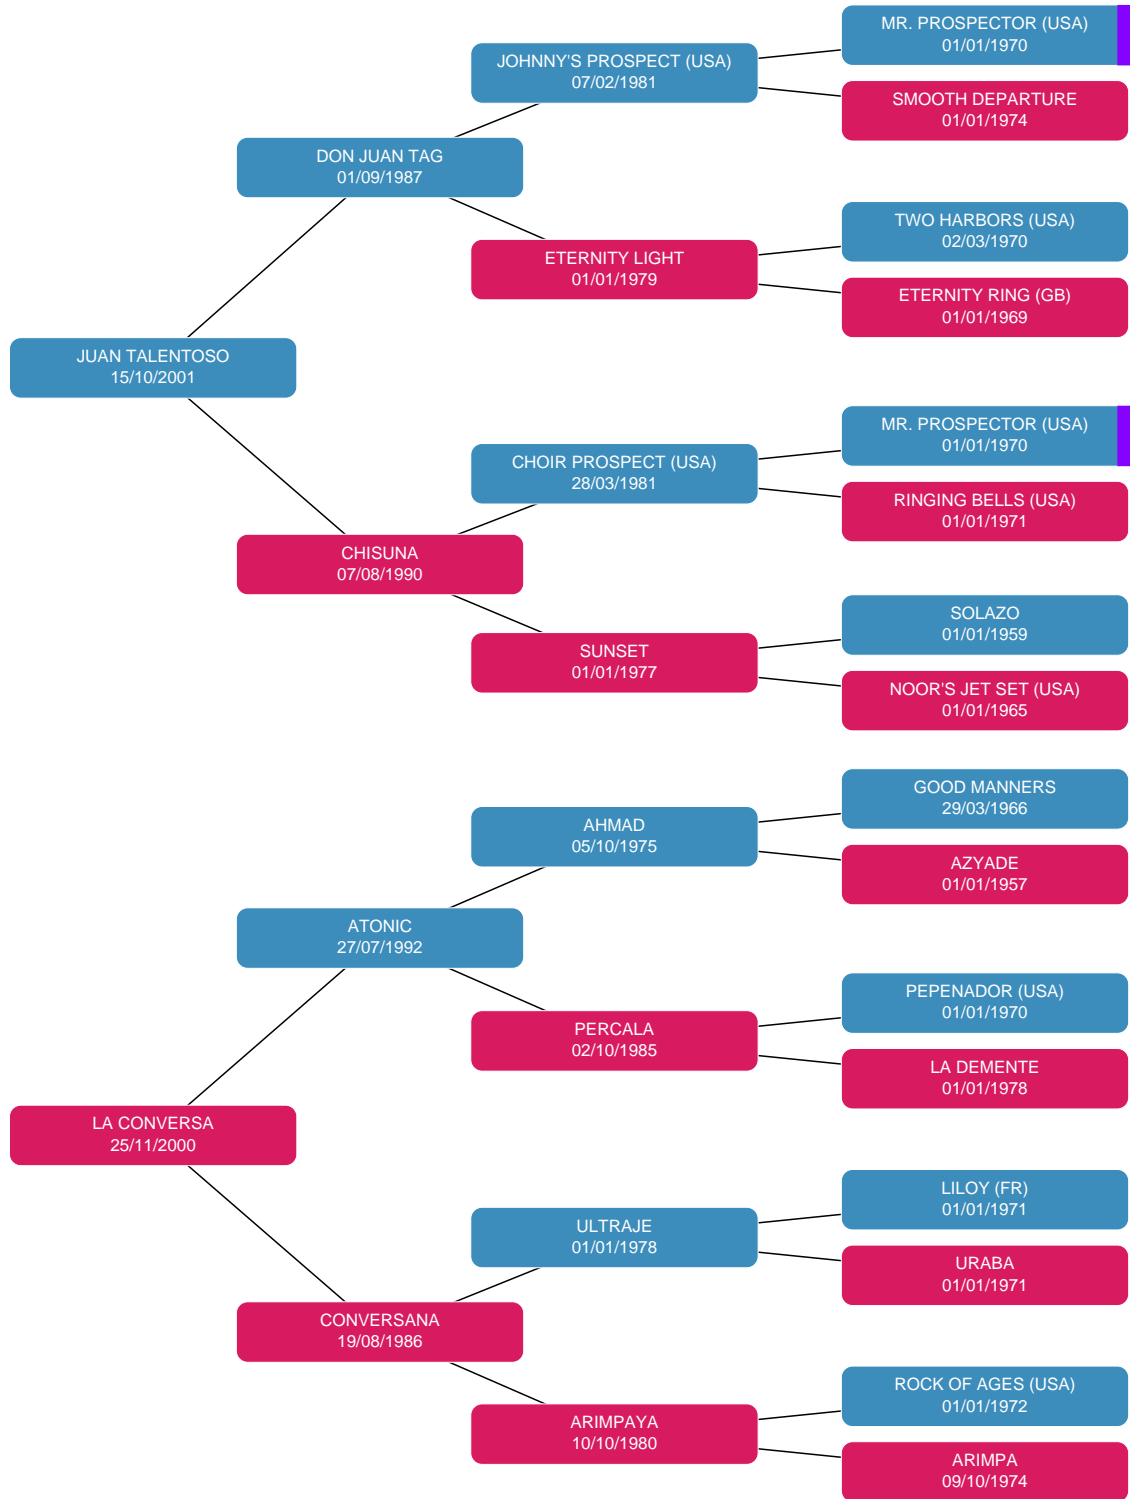 MR. PROSPECTOR (USA)
01/01/1970
JOHNNY'S PROSPECT (USA)
07/02/1981
SMOOTH DEPARTURE
01/01/1974
DON JUAN TAG
01/09/1987
TWO HARBORS (USA)
02/03/1970
ETERNITY LIGHT
01/01/1979
ETERNITY RING (GB)
01/01/1969
JUAN TALENTOSO
15/10/2001
MR. PROSPECTOR (USA)
01/01/1970
CHOIR PROSPECT (USA)
28/03/1981
RINGING BELLS (USA)
01/01/1971
CHISUNA
07/08/1990
SOLAZO
01/01/1959
SUNSET
01/01/1977
NOOR'S JET SET (USA)
01/01/1965
GOOD MANNERS
29/03/1966
AHMAD
05/10/1975
AZYADE
01/01/1957
ATONIC
27/07/1992
PEPENADOR (USA)
01/01/1970
PERCALA
02/10/1985
LA DEMENTE
01/01/1978
LA CONVERSA
25/11/2000
LILOY (FR)
01/01/1971
ULTRAJE
01/01/1978
URABA
01/01/1971
CONVERSANA
19/08/1986
ROCK OF AGES (USA)
01/01/1972
ARIMPAYA
10/10/1980
ARIMPA
09/10/1974